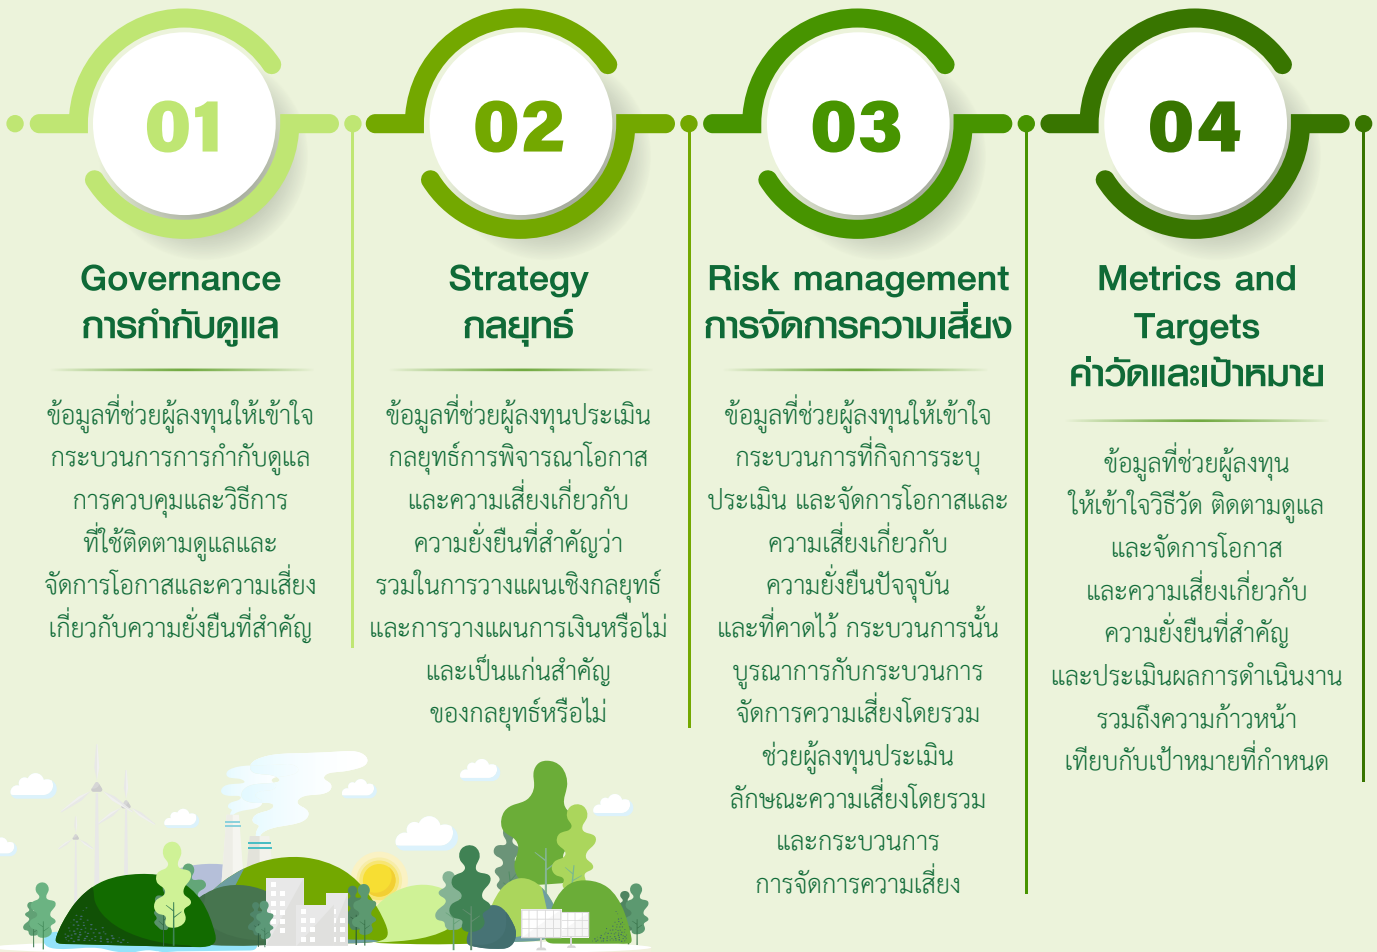 01
Governance
การกำกับดูแล
ข้อมูลที่ช่วยผู้ลงทุนให้เข้าใจ
กระบวนการการกำกับดูแล
การควบคุมและวิธีการ
ที่ใช้ติดตามดูแลและ
จัดการโอกาสและความเสี่ยง
เกี่ยวกับความยั่งยืนที่สำคัญ
02
Strategy
กลยุทธ์
ข้อมูลที่ช่วยผู้ลงทุนประเมิน
กลยุทธ์การพิจารณาโอกาส
และความเสี่ยงเกี่ยวกับ
ความยั่งยืนที่สำคัญว่า
รวมในการวางแผนเชิงกลยุทธ์
และการวางแผนการเงินหรือไม่
และเป็นแก่นสำคัญ
ของกลยุทธ์หรือไม่
03
Risk management
การจัดการความเสี่ยง
ข้อมูลที่ช่วยผู้ลงทุนให้เข้าใจ
กระบวนการที่กิจการระบุ
ประเมิน และจัดการโอกาสและ
ความเสี่ยงเกี่ยวกับ
ความยั่งยืนปัจจุบัน
และที่คาดไว้ กระบวนการนั้น
บูรณาการกับกระบวนการ
จัดการความเสี่ยงโดยรวม
ช่วยผู้ลงทุนประเมิน
ลักษณะความเสี่ยงโดยรวม
และกระบวนการ
การจัดการความเสี่ยง
04
Metrics and
Targets
ค่าวัดและเป้าหมาย
ข้อมูลที่ช่วยผู้ลงทุน
ให้เข้าใจวิธีวัด ติดตามดูแล
และจัดการโอกาส
และความเสี่ยงเกี่ยวกับ
ความยั่งยืนที่สำคัญ
และประเมินผลการดำเนินงาน
รวมถึงความก้าวหน้า
เทียบกับเป้าหมายที่กำหนด